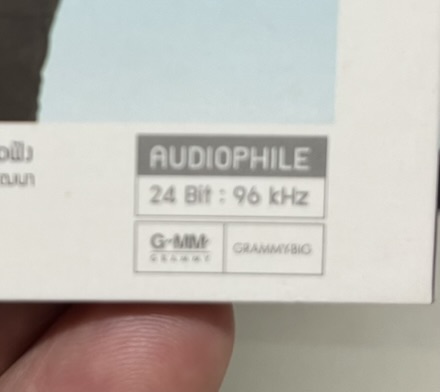 AUDIOPHILE
24 Bit : 96 kHz
G-MM'
GRAMMY
GRAMMY BIG